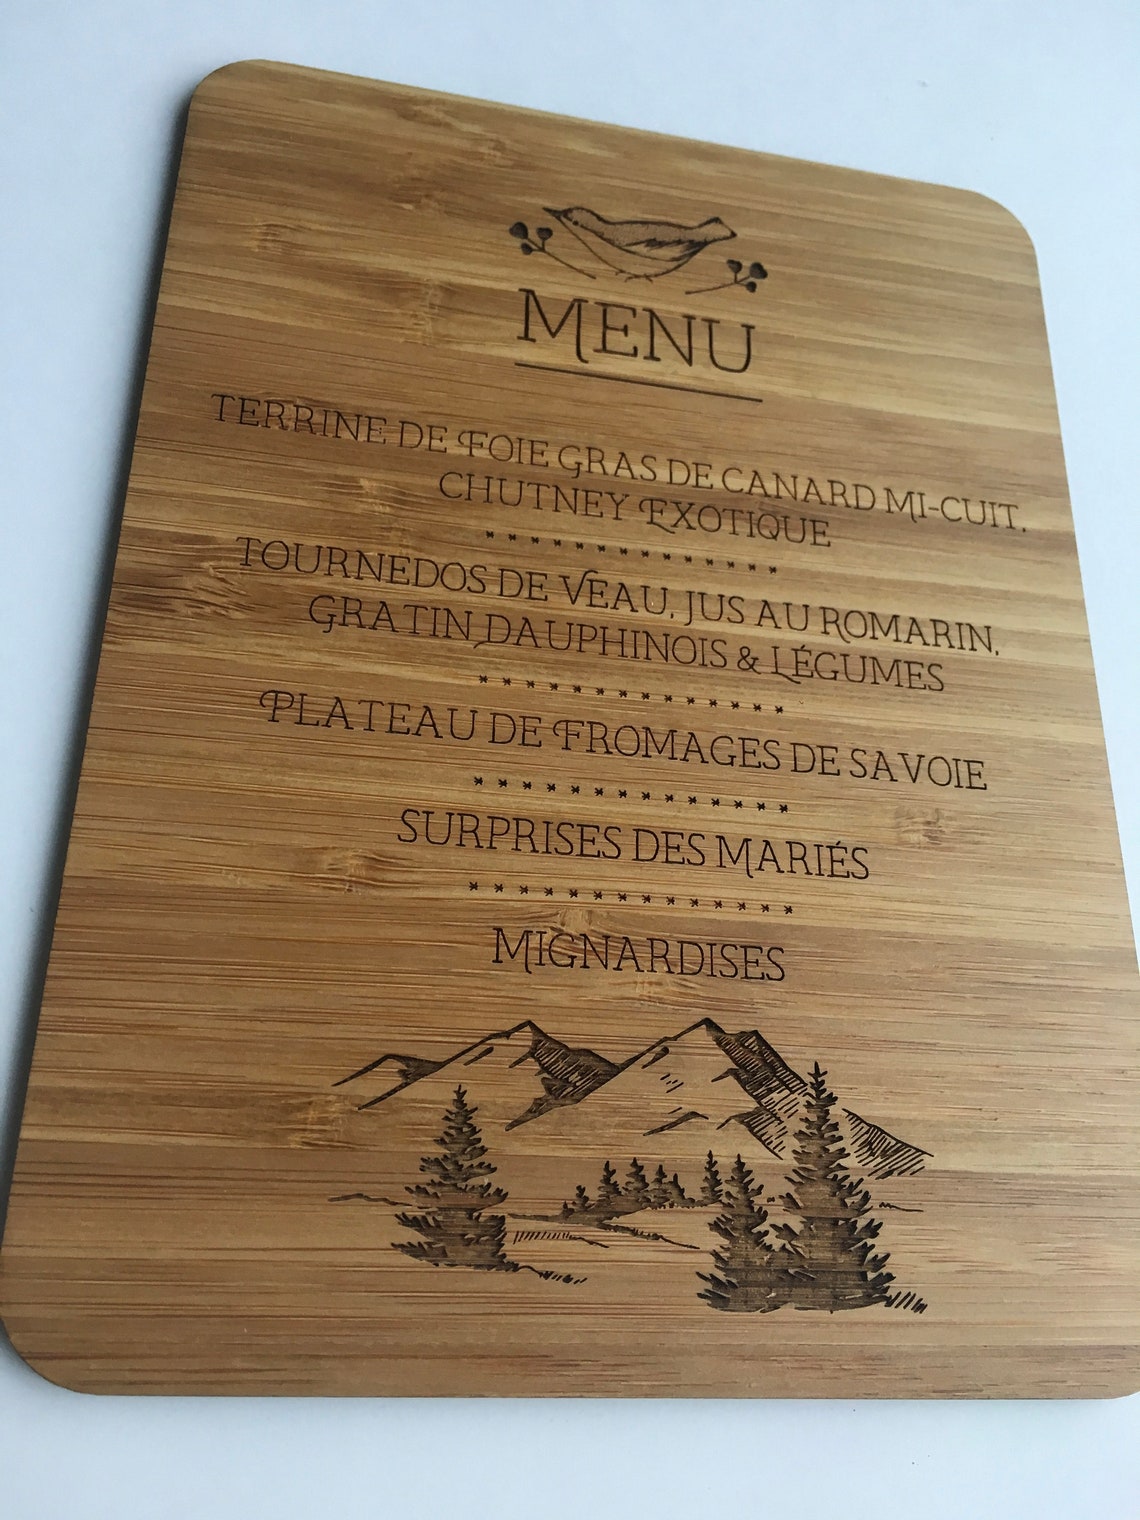 MENU
TERRINE DE FOIE GRAS DE CANARD MI-CUIT,
CHUTNEY EXOTIQUE
*************
TOURNEDOS DE VEAU, JUS AU ROMARIN,
GRATIN DAUPHINOIS & LÉGUMES
**************
PLATEAU DE FROMAGES DE SAVOIE
**************
SURPRISES DES MARIÉS
**************
MIGNARDISES